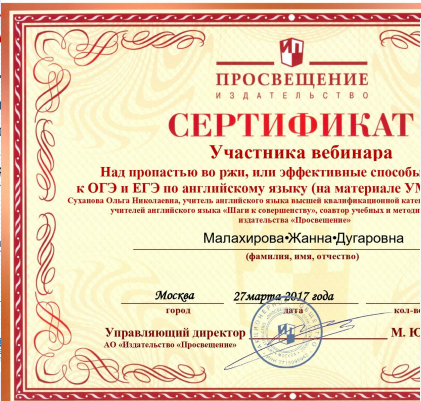 ПРОСВЕЩЕНИЕ
ИЗДАТЕЛЬСТВО
СЕРТИФИКАТ
Участника вебинара
Над пропастью во ржи, или эффективные способы
к ОГЭ и ЕГЭ по английскому языку (на материале УМ
Суханова Ольга Николаевна, учитель английского языка высшей квалификационной кате
учителей английского языка «Шаги к совершенству», соавтор учебных и методи
издательства «Просвещение»
Малахирова•Жанна•Дугаровна
(фамилия, имя, отчество)
Москва 27марта 2017 года
город дата кол-во
Управляющий директор М. Ю
АО «Издательство «Просвещение»